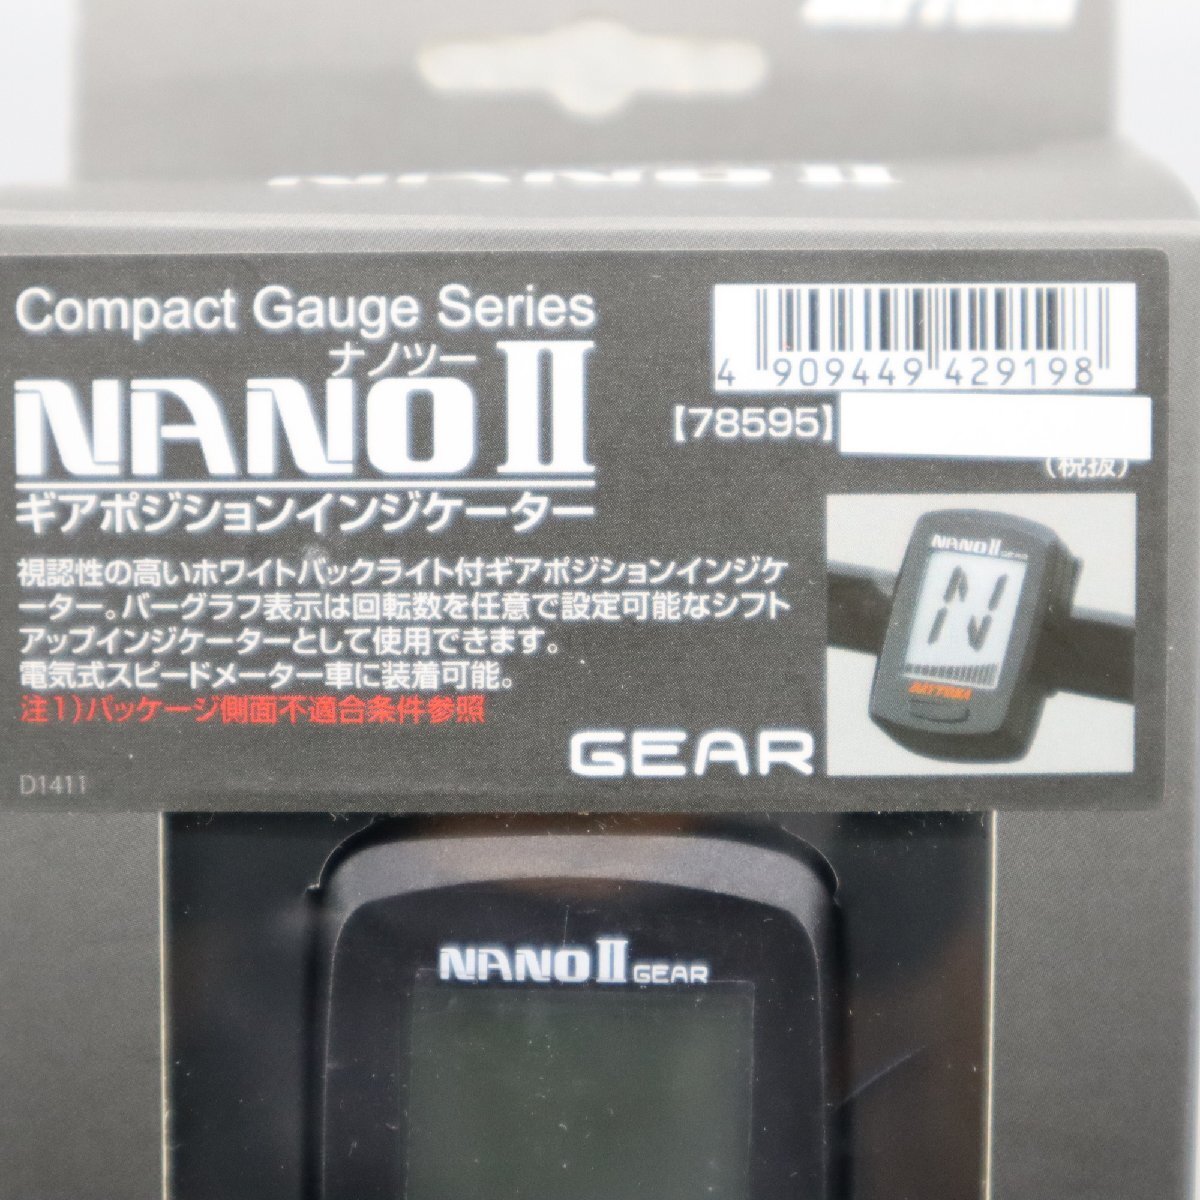 NANO II
Compact Gauge Series
ナノツー
NANO II
ギアポジションインジケーター
4 909449 429198
【78595】
(税抜)
視認性の高いホワイトバックライト付ギアポジションインジケ
ーター。バーグラフ表示は回転数を任意で設定可能なシフト
アップインジケーターとして使用できます。
電気式スピードメーター車に装着可能。
注1)パッケージ側面不適合条件参照
NANO II
N
DAYTONA
GEAR
D1411
NANO II GEAR